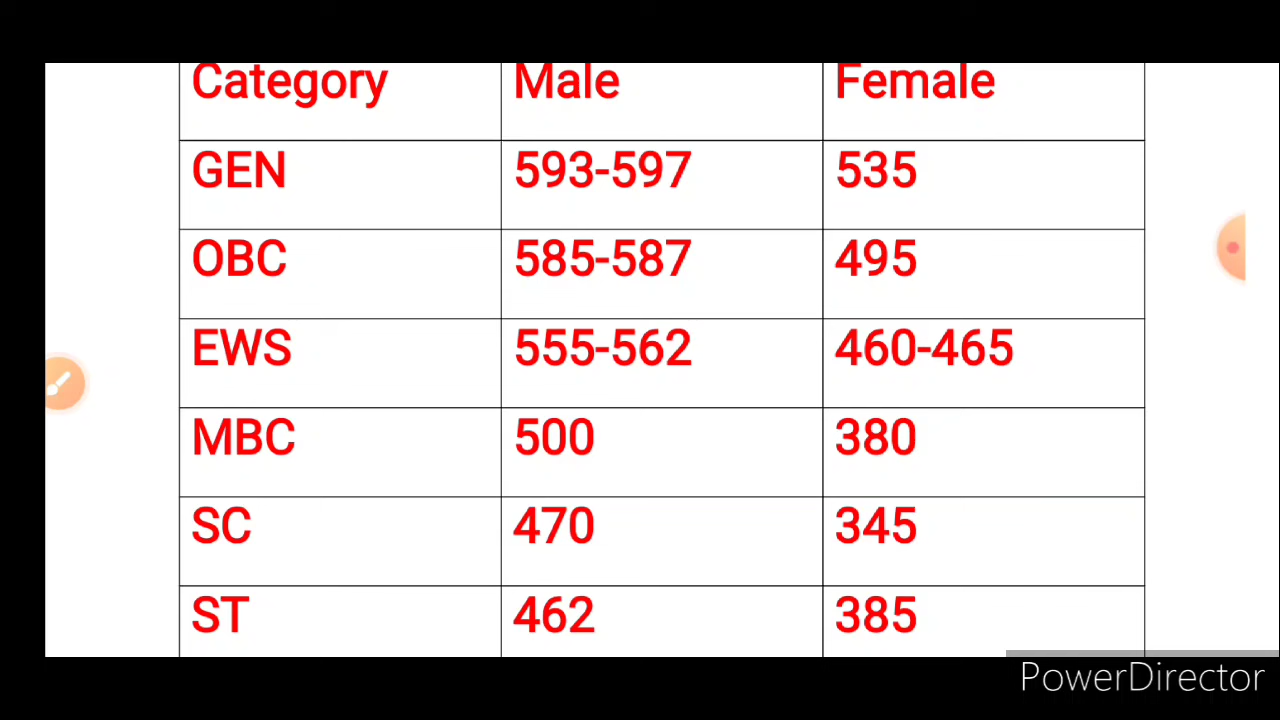 Category Male Female
GEN 593-597 535
OBC 585-587 495
EWS 555-562 460-465
MBC 500 380
SC 470 345
ST 462 385
PowerDirector